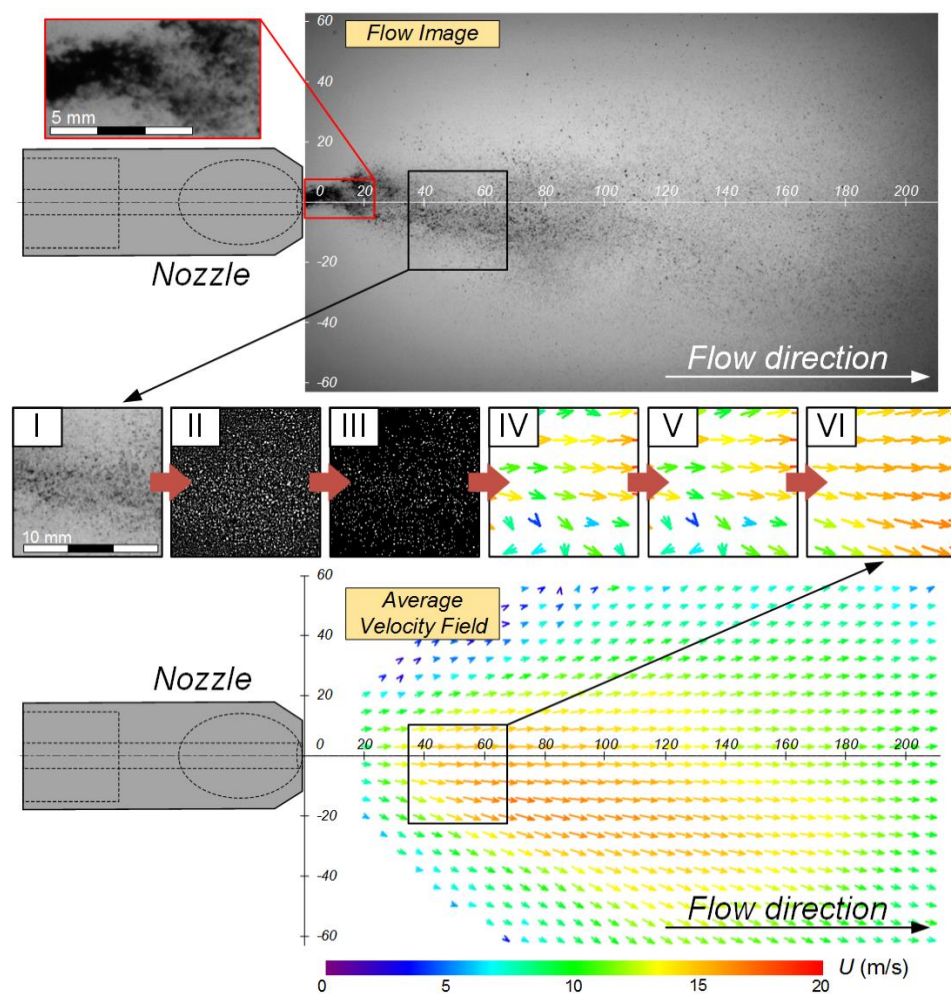 60
Flow Image
40
5 mm
20
0 20 40 60 80 100 120 140 160 180 200
-20
Nozzle
-40
Flow direction
-60
I II III IV V VI
10 mm
60
Average
Velocity Field
40
Nozzle
20
0 20 40 60 80 100 120 140 160 180 200
-20
-40
Flow direction
-60
U (m/s)
0 5 10 15 20